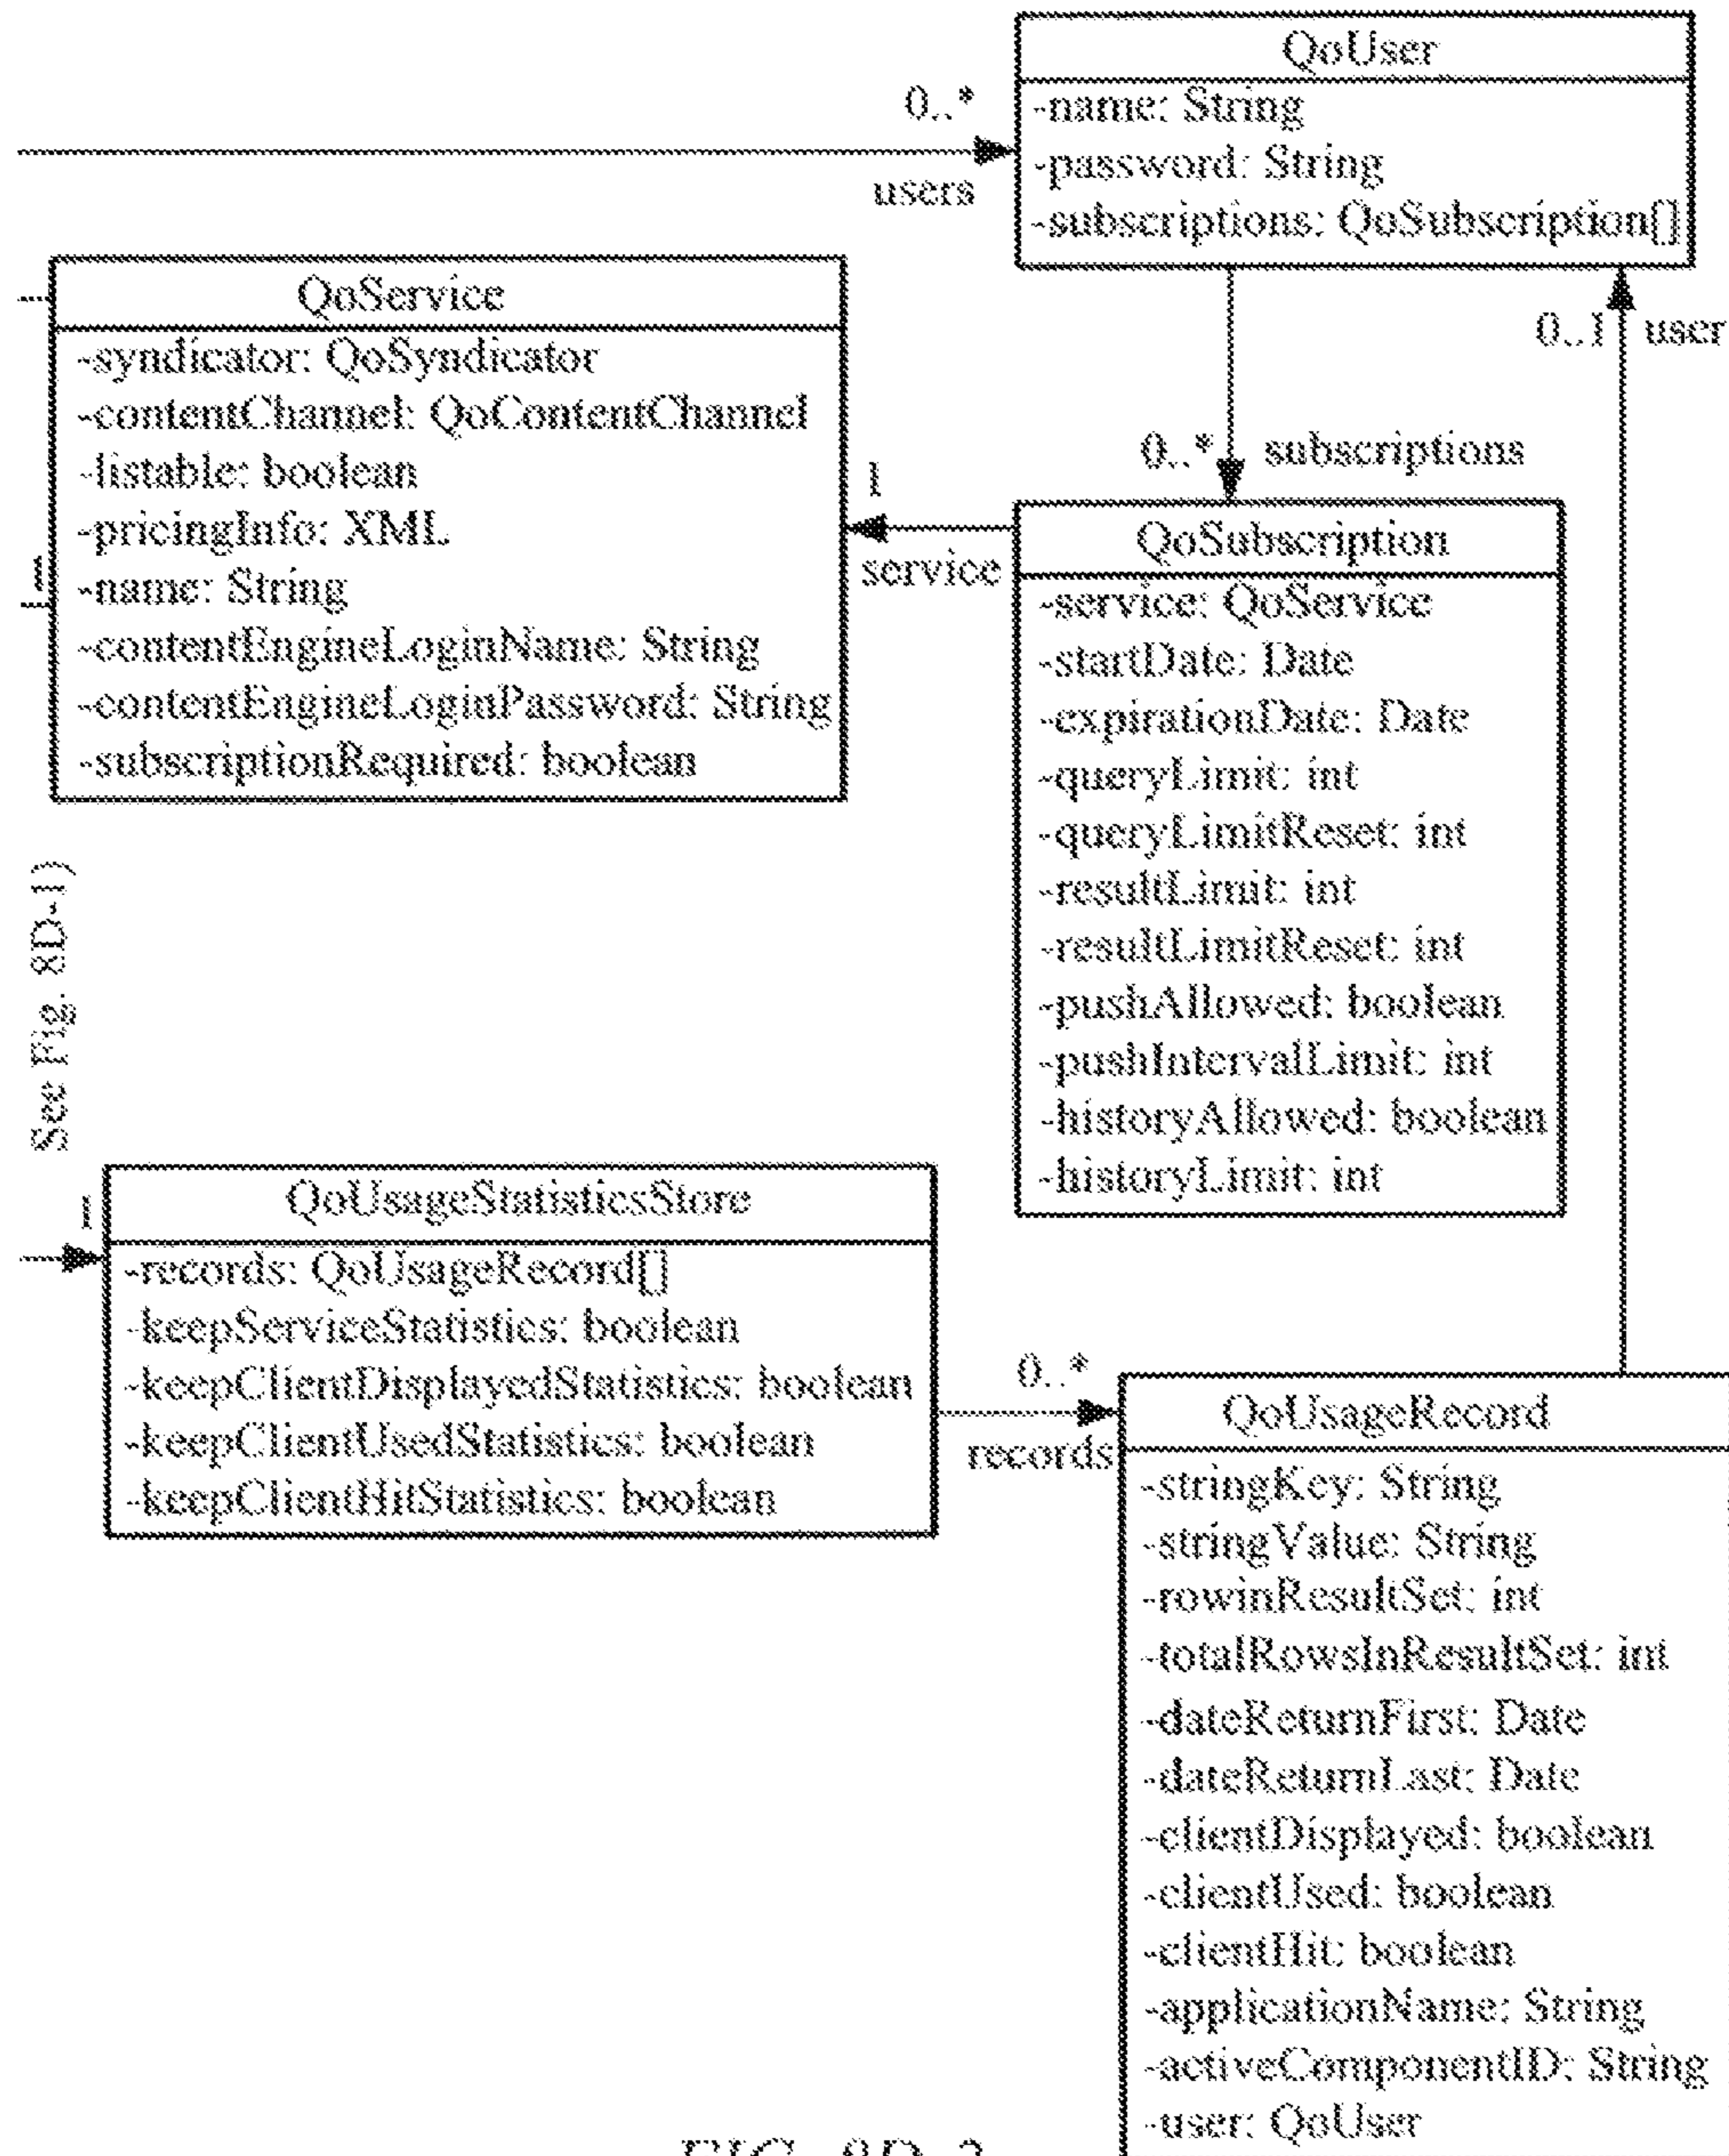 QoUser
-name: String
-password: String
-subscriptions: QoSubscription[]
0..*
users
QoService
-syndicator: QoSyndicator
-contentChannel: QoContentChannel
-listable: boolean
-pricingInfo: XML
-name: String
-contentEngineLoginName: String
-contentEngineLoginPassword: String
-subscriptionRequired: boolean
1
0..1 user
0..* subscriptions
1
service
QoSubscription
-service: QoService
-startDate: Date
-expirationDate: Date
-queryLimit: int
-queryLimitReset: int
-resultLimit: int
-resultLimitReset: int
-pushAllowed: boolean
-pushIntervalLimit: int
-historyAllowed: boolean
-historyLimit: int
See Fig. 8D-1)
1
QoUsageStatisticsStore
-records: QoUsageRecord[]
-keepServiceStatistics: boolean
-keepClientDisplayedStatistics: boolean
-keepClientUsedStatistics: boolean
-keepClientHitStatistics: boolean
0..*
records
QoUsageRecord
-stringKey: String
-stringValue: String
-rowinResultSet: int
-totalRowsInResultSet: int
-dateReturnFirst: Date
-dateReturnLast: Date
-clientDisplayed: boolean
-clientUsed: boolean
-clientHit: boolean
-applicationName: String
-activeComponentID: String
-user: QoUser